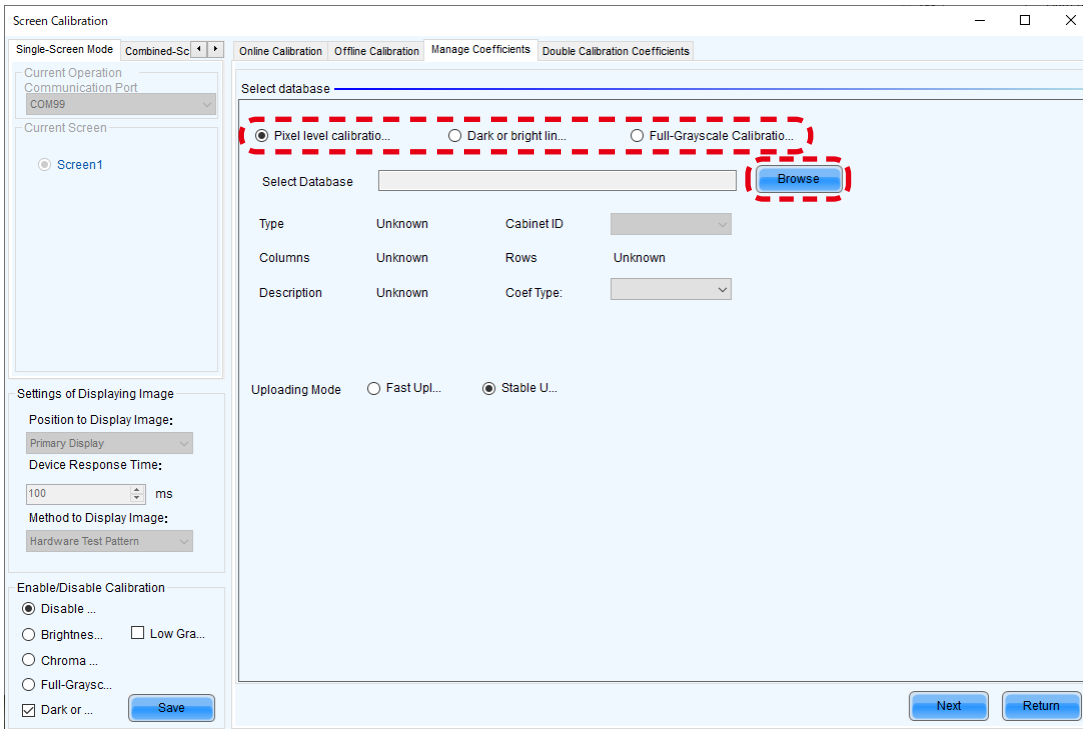 Screen Calibration
Single-Screen Mode
Combined-Sc
Current Operation
Communication Port
COM99
Current Screen
Screen1
Settings of Displaying Image
Position to Display Image:
Primary Display
Device Response Time:
100 ms
Method to Display Image:
Hardware Test Pattern
Enable/Disable Calibration
Disable ...
Brightnes... Low Gra...
Chroma ...
Full-Graysc...
Dark or ... Save
Online Calibration Offline Calibration Manage Coefficients Double Calibration Coefficients
Select database
Pixel level calibratio... Dark or bright lin... Full-Grayscale Calibratio...
Select Database Browse
Type Unknown Cabinet ID
Columns Unknown Rows Unknown
Description Unknown Coef Type:
Uploading Mode Fast Upl... Stable U...
Next Return